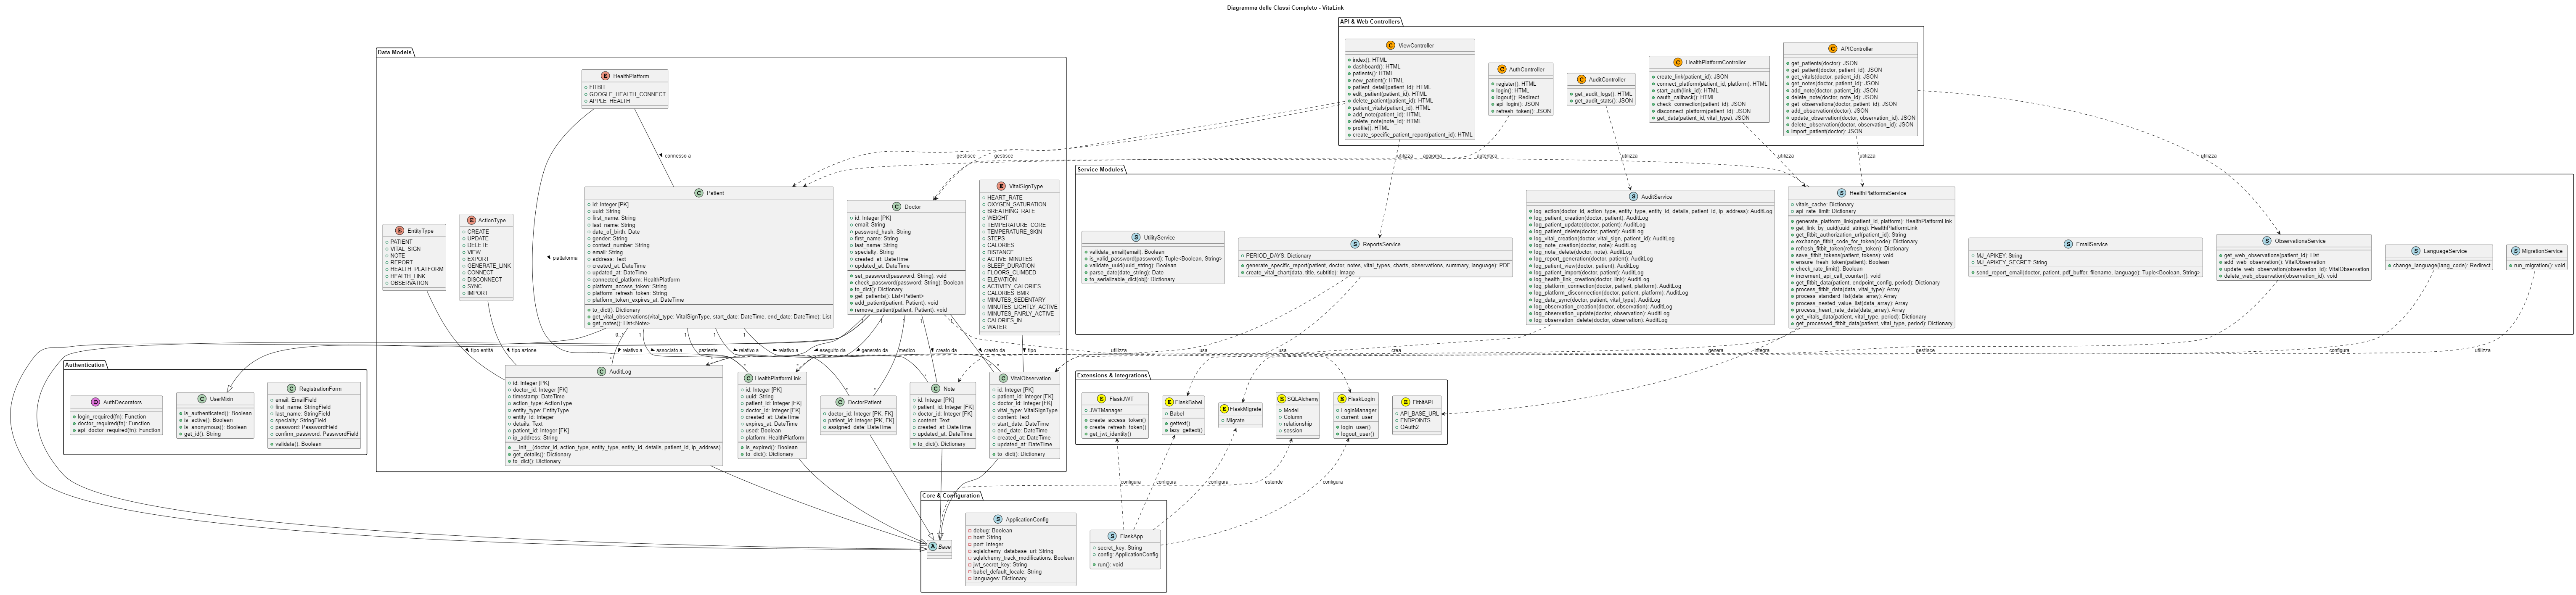 Diagramma delle Classi Completo - VitaLink
API & Web Controllers
ViewController
index(): HTML
dashboard(): HTML
patients(): HTML
new_patient(): HTML
patient_detail(patient_id): HTML
edit_patient(patient_id): HTML
delete_patient(patient_id): HTML
patient_vitals(patient_id): HTML
add_note(patient_id): HTML
delete_note(note_id): HTML
profile(): HTML
create_specific_patient_report(patient_id): HTML
AuthController
register(): HTML
login(): HTML
logout(): Redirect
api_login(): JSON
refresh_token(): JSON
AuditController
get_audit_logs(): HTML
get_audit_stats(): JSON
HealthPlatformController
create_link(patient_id): JSON
connect_platform(patient_id, platform): HTML
start_auth(link_id): HTML
oauth_callback(): HTML
check_connection(patient_id): JSON
disconnect_platform(patient_id): JSON
get_data(patient_id, vital_type): JSON
APIController
get_patients(doctor): JSON
get_patient(doctor, patient_id): JSON
get_vitals(doctor, patient_id): JSON
get_notes(doctor, patient_id): JSON
add_note(doctor, patient_id): JSON
delete_note(doctor, note_id): JSON
get_observations(doctor, patient_id): JSON
add_observation(doctor): JSON
update_observation(doctor, observation_id): JSON
delete_observation(doctor, observation_id): JSON
import_patient(doctor): JSON
Data Models
HealthPlatform
FITBIT
GOOGLE_HEALTH_CONNECT
APPLE_HEALTH
connesso a
piattaforma
gestisce
gestisce
utilizza
aggiorna
autentica
utilizza
utilizza
utilizza
utilizza
EntityType
PATIENT
VITAL_SIGN
NOTE
REPORT
HEALTH_PLATFORM
HEALTH_LINK
OBSERVATION
ActionType
CREATE
UPDATE
DELETE
VIEW
EXPORT
GENERATE_LINK
CONNECT
DISCONNECT
SYNC
IMPORT
Patient
id: Integer [PK]
uuid: String
first_name: String
last_name: String
date_of_birth: Date
gender: String
contact_number: String
email: String
address: Text
created_at: DateTime
updated_at: DateTime
connected_platform: HealthPlatform
platform_access_token: String
platform_refresh_token: String
platform_token_expires_at: DateTime
to_dict(): Dictionary
get_vital_observations(vital_type: VitalSignType, start_date: DateTime, end_date: DateTime): List
get_notes(): List<Note>
Doctor
id: Integer [PK]
email: String
password_hash: String
first_name: String
last_name: String
specialty: String
created_at: DateTime
updated_at: DateTime
set_password(password: String): void
check_password(password: String): Boolean
to_dict(): Dictionary
get_patients(): List<Patient>
add_patient(patient: Patient): void
remove_patient(patient: Patient): void
VitalSignType
HEART_RATE
OXYGEN_SATURATION
BREATHING_RATE
WEIGHT
TEMPERATURE_CORE
TEMPERATURE_SKIN
STEPS
CALORIES
DISTANCE
ACTIVE_MINUTES
SLEEP_DURATION
FLOORS_CLIMBED
ELEVATION
ACTIVITY_CALORIES
CALORIES_BMR
MINUTES_SEDENTARY
MINUTES_LIGHTLY_ACTIVE
MINUTES_FAIRLY_ACTIVE
CALORIES_IN
WATER
Service Modules
UtilityService
validate_email(email): Boolean
is_valid_password(password): Tuple<Boolean, String>
validate_uuid(uuid_string): Boolean
parse_date(date_string): Date
to_serializable_dict(obj): Dictionary
ReportsService
PERIOD_DAYS: Dictionary
generate_specific_report(patient, doctor, notes, vital_types, charts, observations, summary, language): PDF
create_vital_chart(data, title, subtitle): Image
AuditService
log_action(doctor_id, action_type, entity_type, entity_id, details, patient_id, ip_address): AuditLog
log_patient_creation(doctor, patient): AuditLog
log_patient_update(doctor, patient): AuditLog
log_patient_delete(doctor, patient): AuditLog
log_vital_creation(doctor, vital_sign, patient_id): AuditLog
log_note_creation(doctor, note): AuditLog
log_note_delete(doctor, note): AuditLog
log_report_generation(doctor, patient): AuditLog
log_patient_view(doctor, patient): AuditLog
log_patient_import(doctor, patient): AuditLog
log_health_link_creation(doctor, link): AuditLog
log_platform_connection(doctor, patient, platform): AuditLog
log_platform_disconnection(doctor, patient, platform): AuditLog
log_data_sync(doctor, patient, vital_type): AuditLog
log_observation_creation(doctor, observation): AuditLog
log_observation_update(doctor, observation): AuditLog
log_observation_delete(doctor, observation): AuditLog
HealthPlatformsService
vitals_cache: Dictionary
api_rate_limit: Dictionary
generate_platform_link(patient_id, platform): HealthPlatformLink
get_link_by_uuid(uuid_string): HealthPlatformLink
get_fitbit_authorization_url(patient_id): String
exchange_fitbit_code_for_token(code): Dictionary
refresh_fitbit_token(refresh_token): Dictionary
save_fitbit_tokens(patient, tokens): void
ensure_fresh_token(patient): Boolean
check_rate_limit(): Boolean
increment_api_call_counter(): void
get_fitbit_data(patient, endpoint_config, period): Dictionary
process_fitbit_data(data, vital_type): Array
process_standard_list(data_array): Array
process_nested_value_list(data_array): Array
process_heart_rate_data(data_array): Array
get_vitals_data(patient, vital_type, period): Dictionary
get_processed_fitbit_data(patient, vital_type, period): Dictionary
EmailService
MJ_APIKEY: String
MJ_APIKEY_SECRET: String
send_report_email(doctor, patient, pdf_buffer, filename, language): Tuple<Boolean, String>
ObservationsService
get_web_observations(patient_id): List
add_web_observation(): VitalObservation
update_web_observation(observation_id): VitalObservation
delete_web_observation(observation_id): void
LanguageService
change_language(lang_code): Redirect
MigrationService
run_migration(): void
tipo entità
tipo azione
relativo a
associato a
paziente
relativo a
relativo a
eseguito da
generato da
medico
creato da
creato da
tipo
utilizza
usa
usa
crea
genera
integra
gestisce
configura
utilizza
Authentication
AuthDecorators
login_required(fn): Function
doctor_required(fn): Function
api_doctor_required(fn): Function
UserMixin
is_authenticated(): Boolean
is_active(): Boolean
is_anonymous(): Boolean
get_id(): String
RegistrationForm
email: EmailField
first_name: StringField
last_name: StringField
specialty: StringField
password: PasswordField
confirm_password: PasswordField
validate(): Boolean
AuditLog
id: Integer [PK]
doctor_id: Integer [FK]
timestamp: DateTime
action_type: ActionType
entity_type: EntityType
entity_id: Integer
details: Text
patient_id: Integer [FK]
ip_address: String
__init__(doctor_id, action_type, entity_type, entity_id, details, patient_id, ip_address)
get_details(): Dictionary
to_dict(): Dictionary
HealthPlatformLink
id: Integer [PK]
uuid: String
patient_id: Integer [FK]
doctor_id: Integer [FK]
created_at: DateTime
expires_at: DateTime
used: Boolean
platform: HealthPlatform
is_expired(): Boolean
to_dict(): Dictionary
DoctorPatient
doctor_id: Integer [PK, FK]
patient_id: Integer [PK, FK]
assigned_date: DateTime
Note
id: Integer [PK]
patient_id: Integer [FK]
doctor_id: Integer [FK]
content: Text
created_at: DateTime
updated_at: DateTime
to_dict(): Dictionary
VitalObservation
id: Integer [PK]
patient_id: Integer [FK]
doctor_id: Integer [FK]
vital_type: VitalSignType
content: Text
start_date: DateTime
end_date: DateTime
created_at: DateTime
updated_at: DateTime
to_dict(): Dictionary
Extensions & Integrations
FlaskJWT
JWTManager
create_access_token()
create_refresh_token()
get_jwt_identity()
FlaskBabel
Babel
gettext()
lazy_gettext()
FlaskMigrate
Migrate
SQLAlchemy
Model
Column
relationship
session
FlaskLogin
LoginManager
current_user
login_user()
logout_user()
FitbitAPI
API_BASE_URL
ENDPOINTS
OAuth2
configura
configura
configura
estende
configura
Core & Configuration
Base
ApplicationConfig
debug: Boolean
host: String
port: Integer
sqlalchemy_database_uri: String
sqlalchemy_track_modifications: Boolean
jwt_secret_key: String
babel_default_locale: String
languages: Dictionary
FlaskApp
secret_key: String
config: ApplicationConfig
run(): void